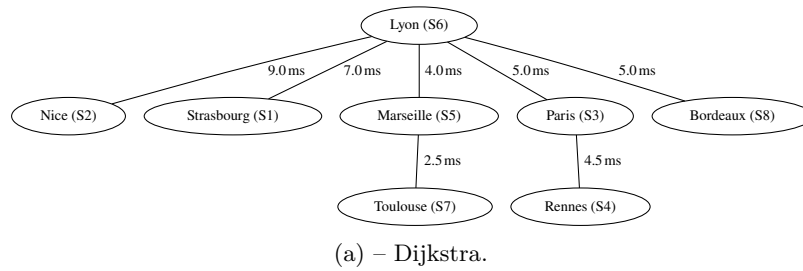 Lyon (S6)
9.0 ms
7.0 ms
4.0 ms
5.0 ms
5.0 ms
Nice (S2)
Strasbourg (S1)
Marseille (S5)
Paris (S3)
Bordeaux (S8)
2.5 ms
4.5 ms
Toulouse (S7)
Rennes (S4)
(a) – Dijkstra.